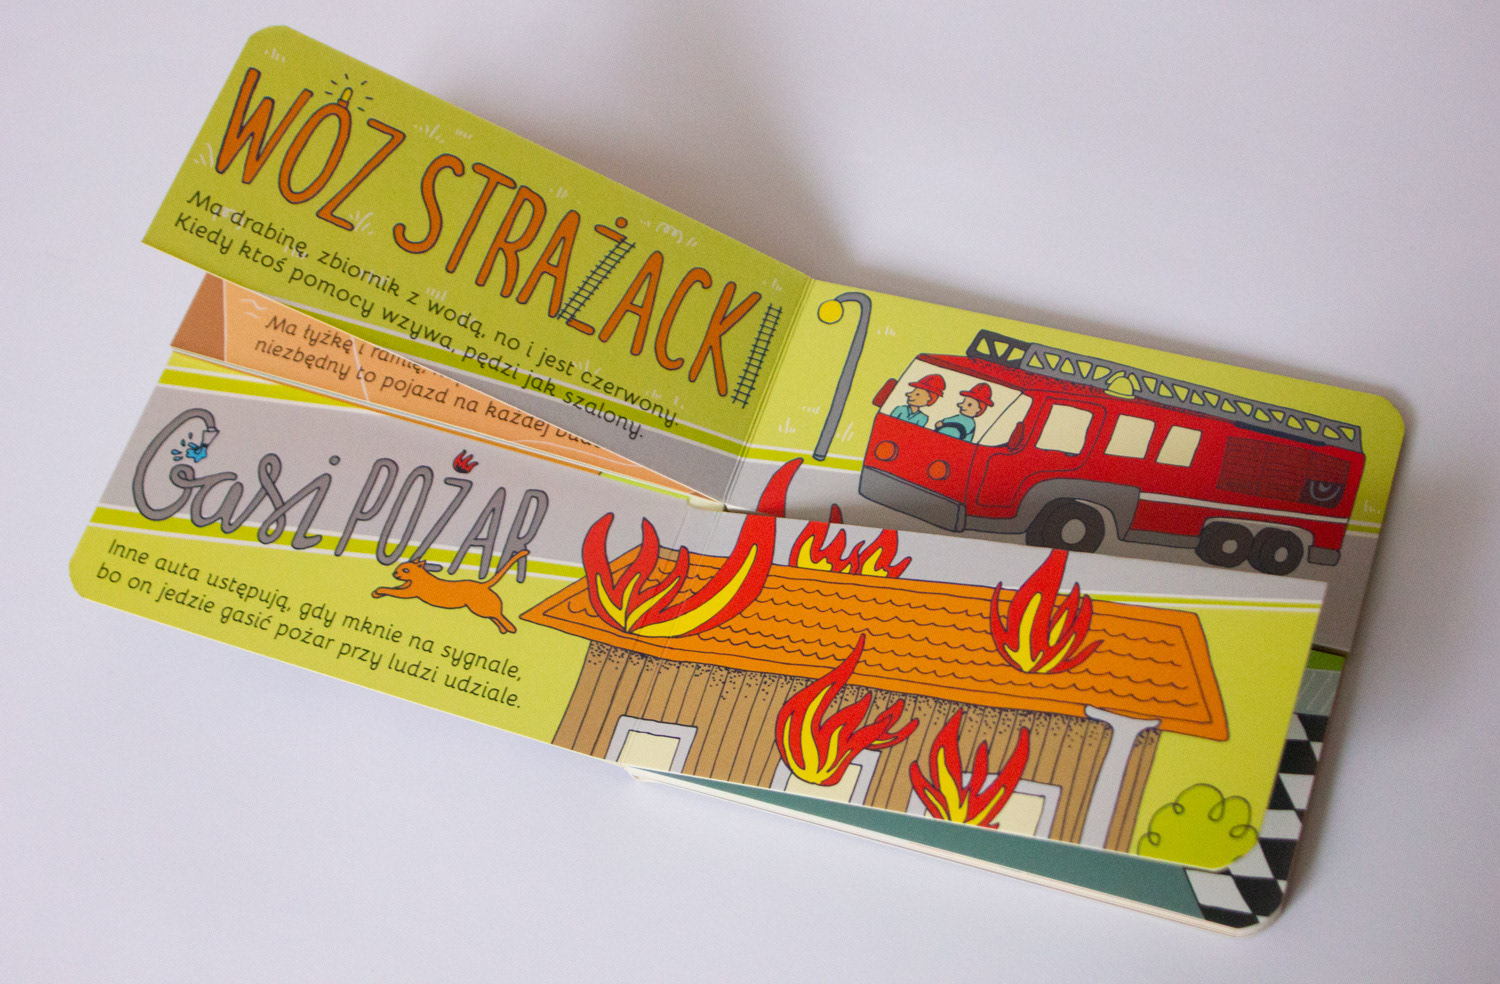 WÓZ STRAŻACKI
Ma drabinę, zbiornik z wodą, no i jest czerwony.
Kiedy ktoś pomocy wzywa, pędzi jak szalony.
Ma łyżkę i
niezbędny to pojazd na każdej
Gasi POŻAR
Inne auta ustępują, gdy mknie na sygnale,
bo on jedzie gasić pożar przy ludzi udziale.